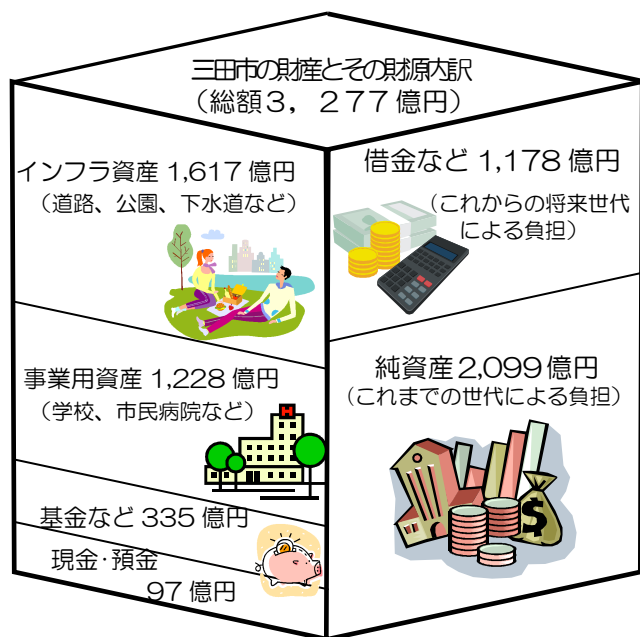 三田市の財産とその財源内訳
（総額３，２７７億円）
インフラ資産 1,617 億円
（道路、公園、下水道など）
事業用資産 1,228 億円
（学校、市民病院など）
H
基金など 335 億円
現金・預金
97 億円
借金など 1,178 億円
（これからの将来世代
による負担）
純資産 2,099 億円
（これまでの世代による負担）
$